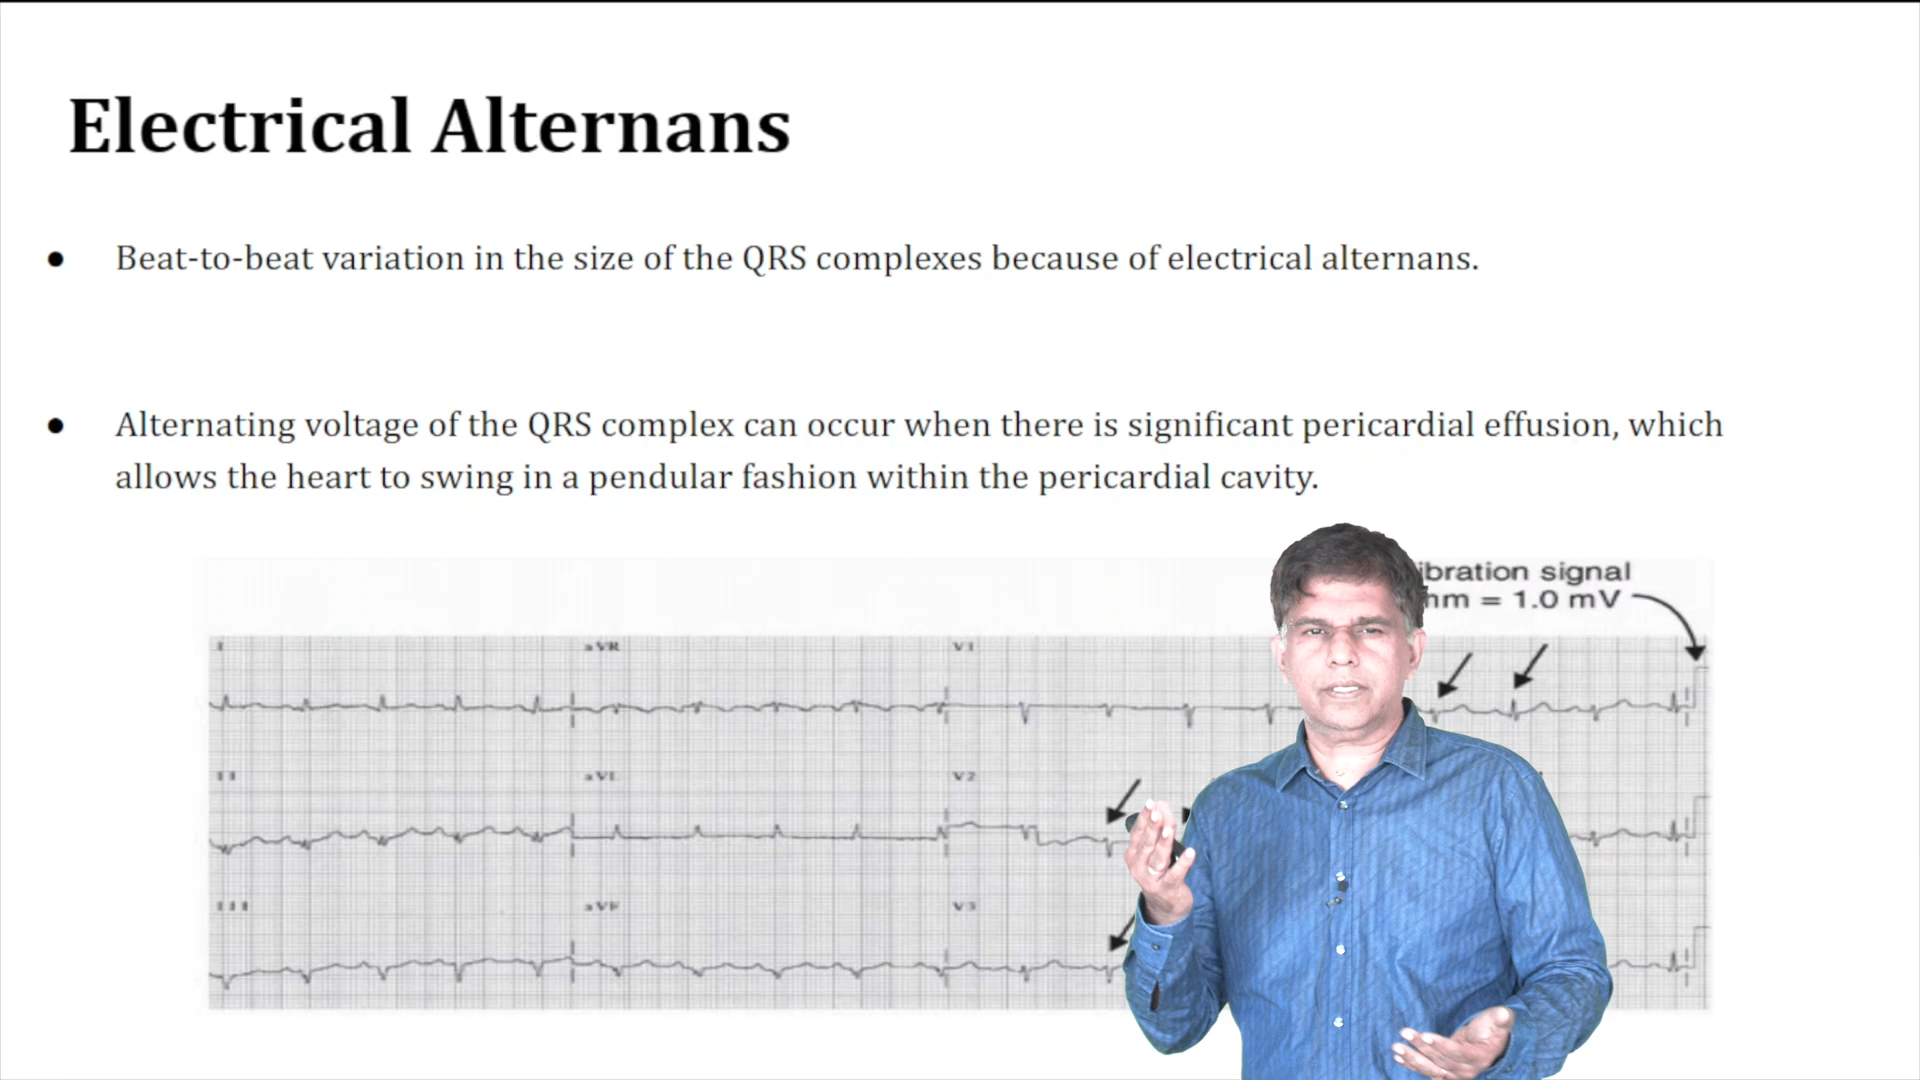 Electrical Alternans
● Beat-to-beat variation in the size of the QRS complexes because of electrical alternans.
● Alternating voltage of the QRS complex can occur when there is significant pericardial effusion, which
allows the heart to swing in a pendular fashion within the pericardial cavity.
ibration signal
= 1.0 mV
I aVR V1
II aVL V2
III aVF V3